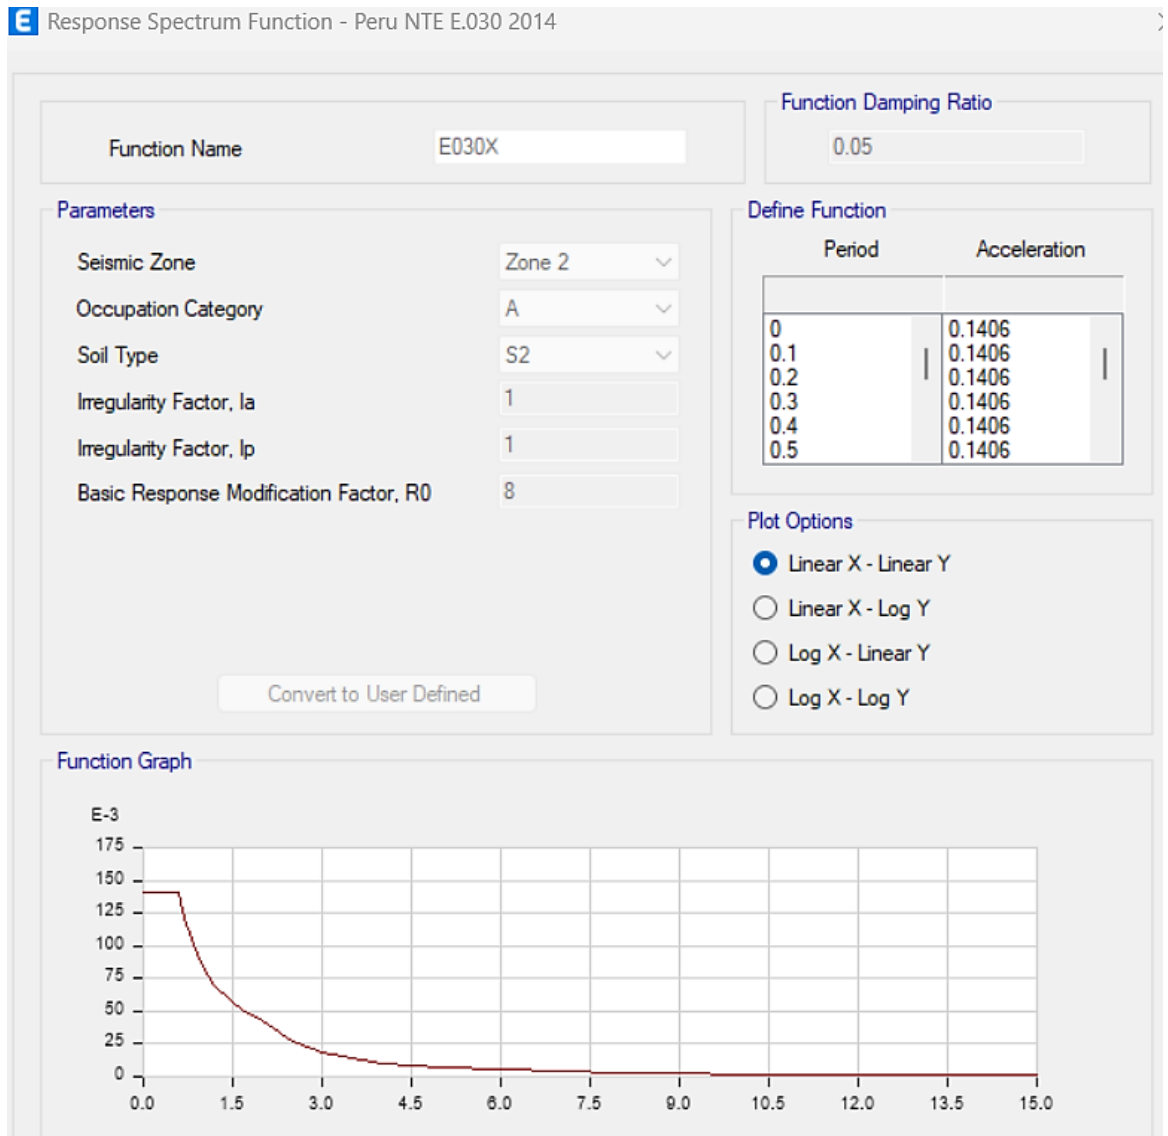 E Response Spectrum Function - Peru NTE E.030 2014
Function Name E030X
Function Damping Ratio
0.05
Parameters
Seismic Zone Zone 2
Occupation Category A
Soil Type S2
Irregularity Factor, Ia 1
Irregularity Factor, Ip 1
Basic Response Modification Factor, R0 8
Convert to User Defined
Define Function
Period Acceleration
0 0.1406
0.1 0.1406
0.2 0.1406
0.3 0.1406
0.4 0.1406
0.5 0.1406
Plot Options
Linear X - Linear Y
Linear X - Log Y
Log X - Linear Y
Log X - Log Y
Function Graph
E-3
175
150
125
100
75
50
25
0
0.0 1.5 3.0 4.5 6.0 7.5 9.0 10.5 12.0 13.5 15.0